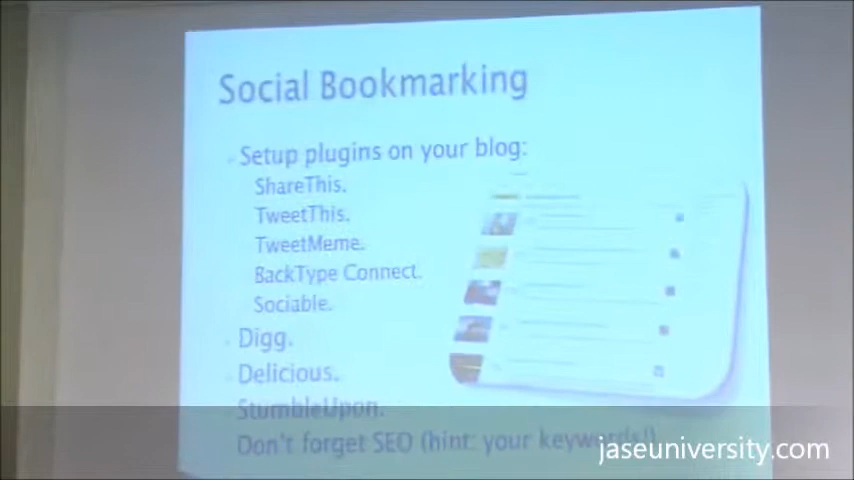 Social Bookmarking
Setup plugins on your blog:
ShareThis.
TweetThis.
TweetMeme.
BackType Connect.
Sociable.
Digg.
Delicious.
StumbleUpon.
Don't forget SEO (hint: your keywords!)
jaseuniversity.com